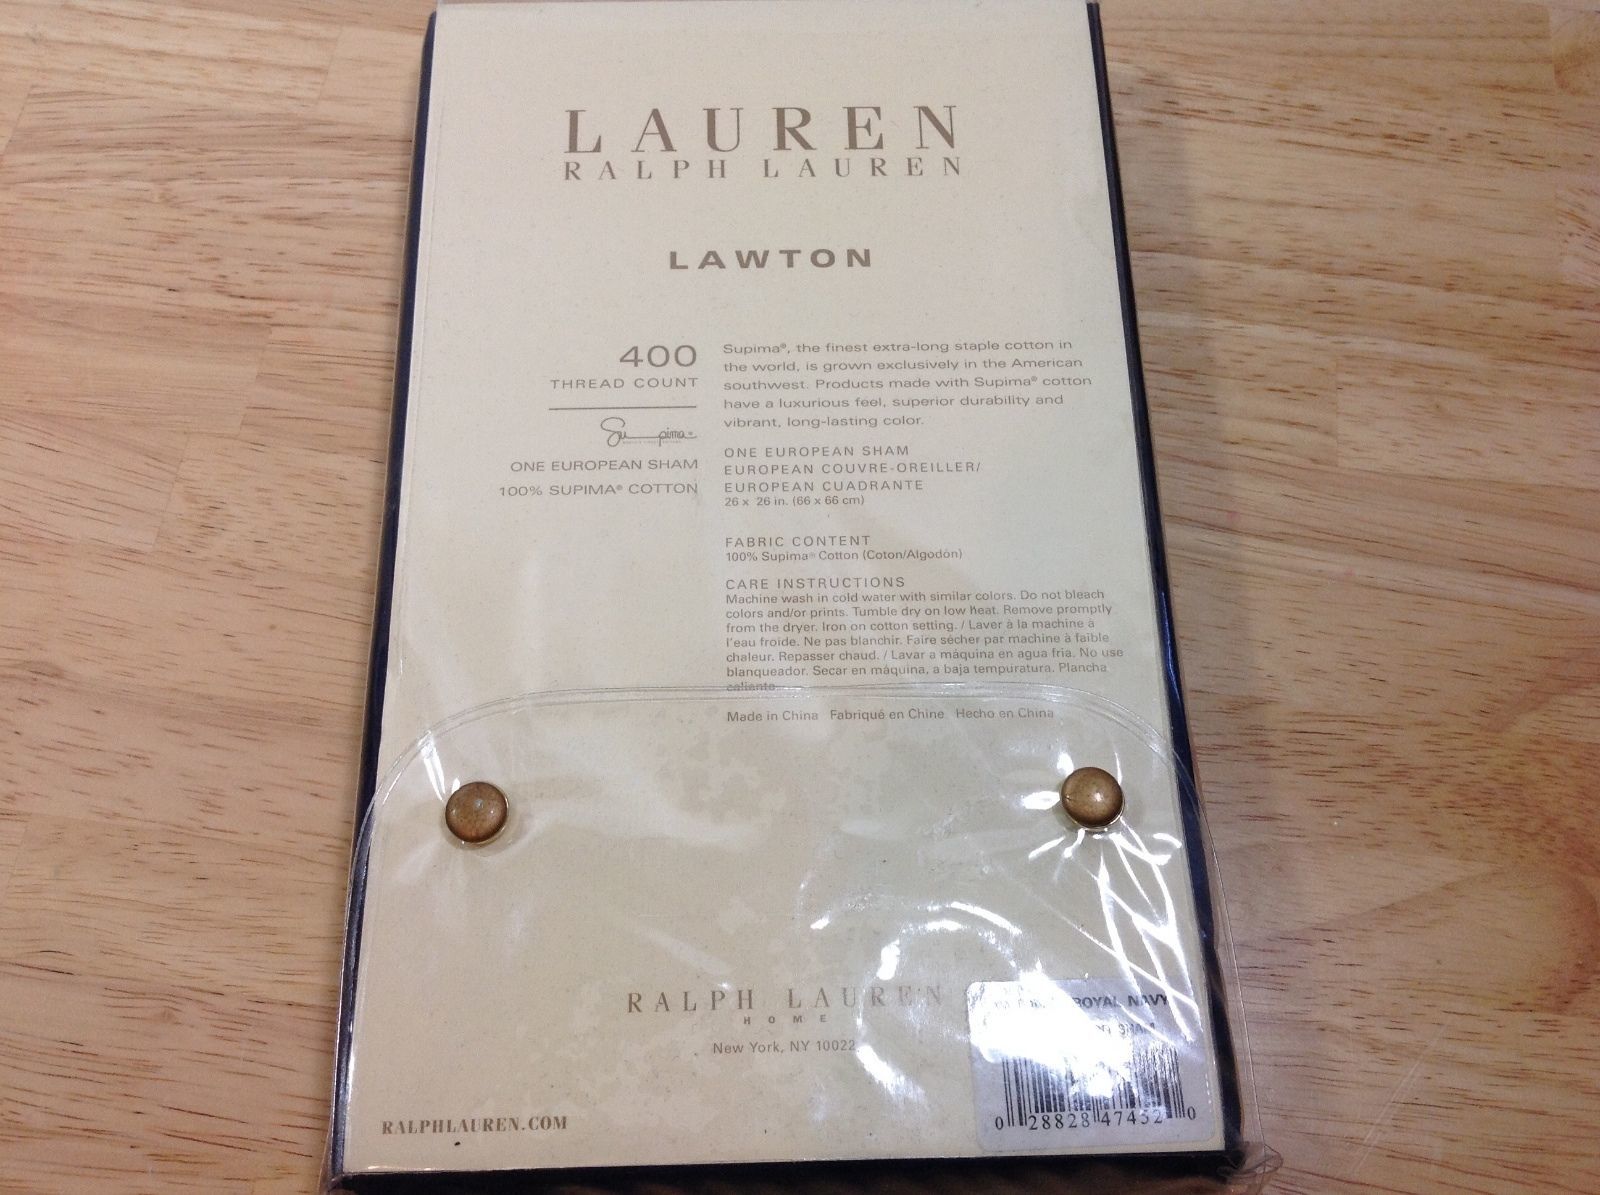 LAUREN
RALPH LAUREN
LAWTON
400
THREAD COUNT
Supima®
ONE EUROPEAN SHAM
100% SUPIMA® COTTON
Supima®, the finest extra-long staple cotton in
the world, is grown exclusively in the American
southwest. Products made with Supima® cotton
have a luxurious feel, superior durability and
vibrant, long-lasting color.
ONE EUROPEAN SHAM
EUROPEAN COUVRE-OREILLER/
EUROPEAN CUADRANTE
26 x 26 in. (66 x 66 cm)
FABRIC CONTENT
100% Supima® Cotton (Coton/Algodón)
CARE INSTRUCTIONS
Machine wash in cold water with similar colors. Do not bleach
colors and/or prints. Tumble dry on low heat. Remove promptly
from the dryer. Iron on cotton setting. / Laver à la machine à
l'eau froide. Ne pas blanchir. Faire sécher par machine à faible
chaleur. Repasser chaud. / Lavar a máquina en agua fria. No use
blanqueador. Secar en máquina, a baja tempuratura. Plancha
caliente
Made in China Fabriqué en Chine Hecho en China
RALPH LAUREN
HOME
New York, NY 10022
RALPHLAUREN.COM
ROYAL NAVY
SHAM
0 28828 47452 0